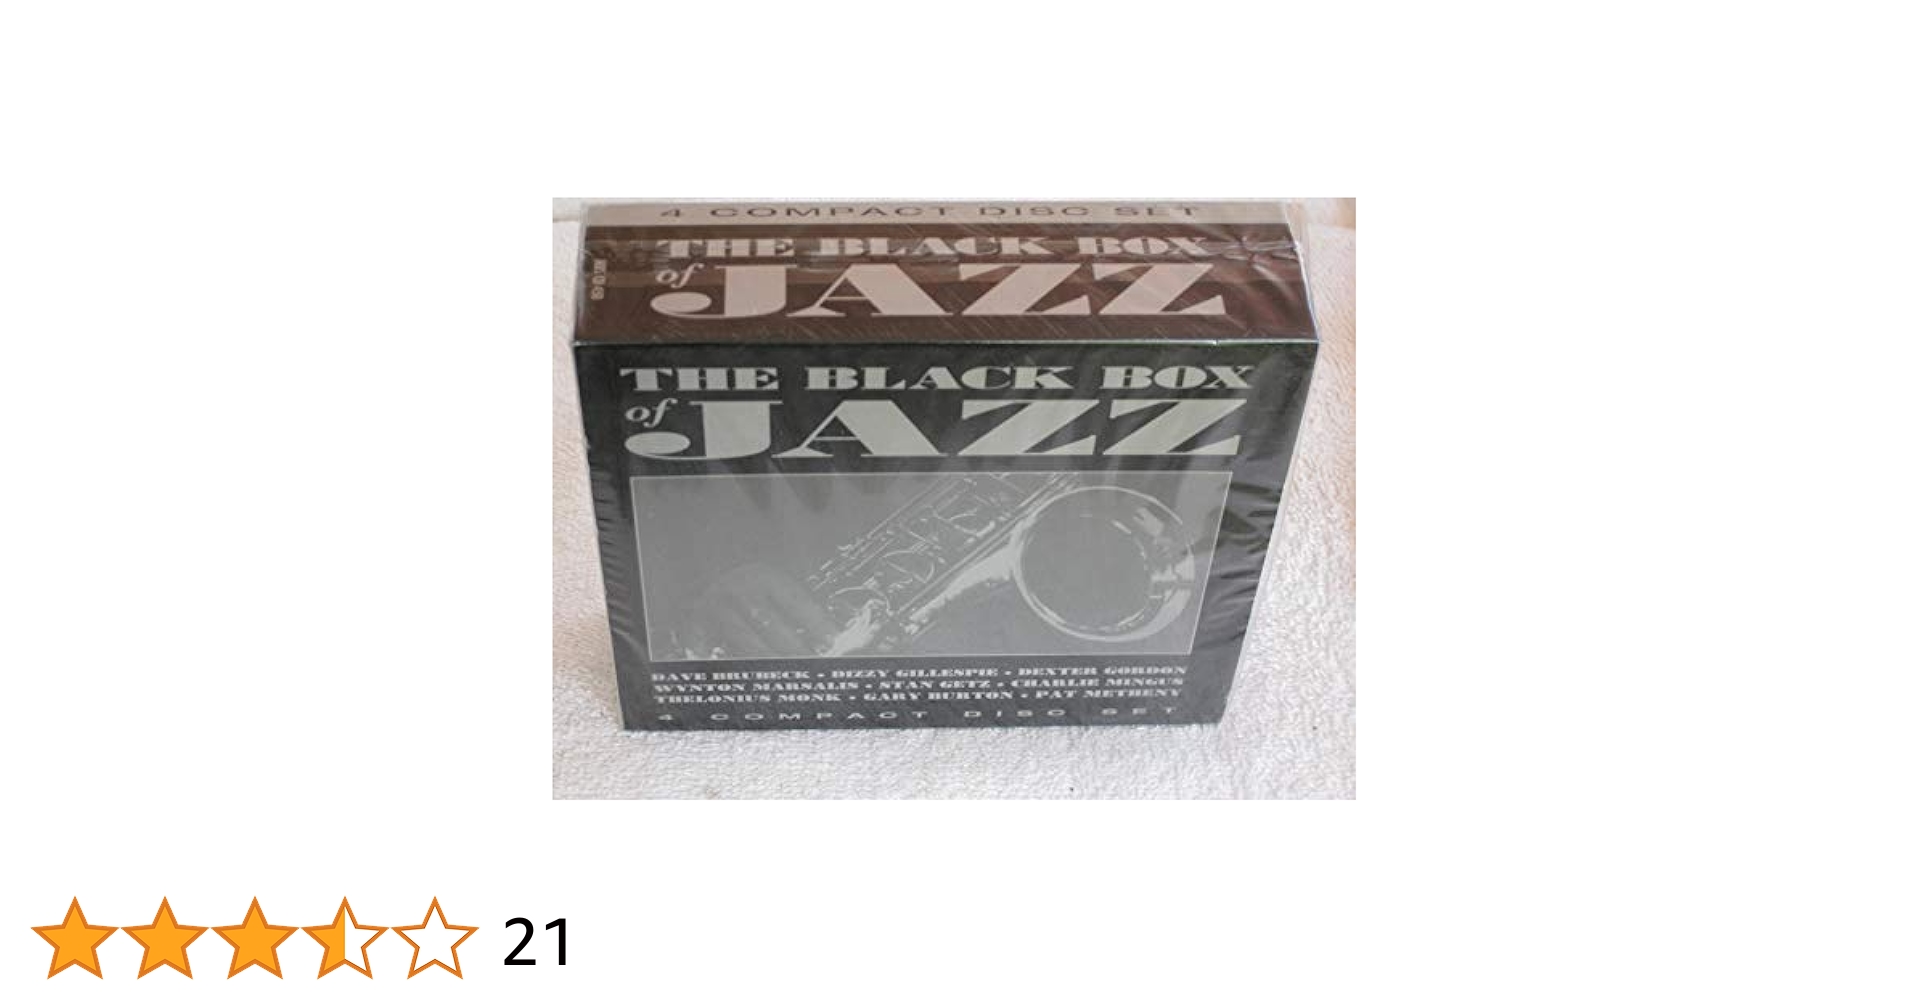 4 COMPACT DISC SET
THE BLACK BOX
of JAZZ
THE BLACK BOX
of JAZZ
DAVE BRUBECK • DIZZY GILLESPIE • DEXTER GORDON
WYNTON MARSALIS • STAN GETZ • CHARLIE MINGUS
THELONIUS MONK • GARY BURTON • PAT METHENY
4 COMPACT DISC SET
21